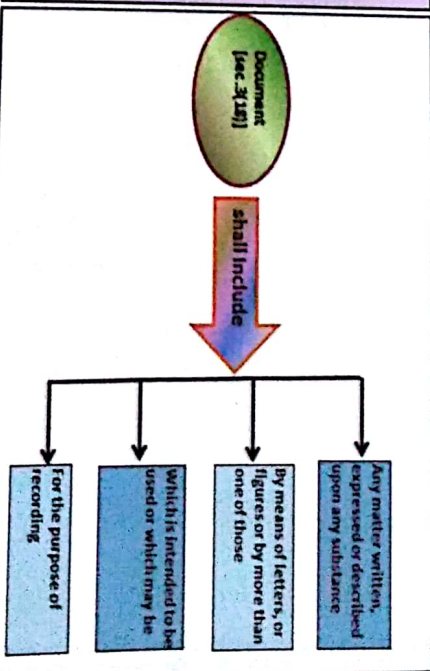 Document
[sec.3(18)]
shall include
Any matter written,
expressed or described
upon any substance
By means of letters, or
figures or by more than
one of those
Which is intended to be
used or which may be
For the purpose of
recording